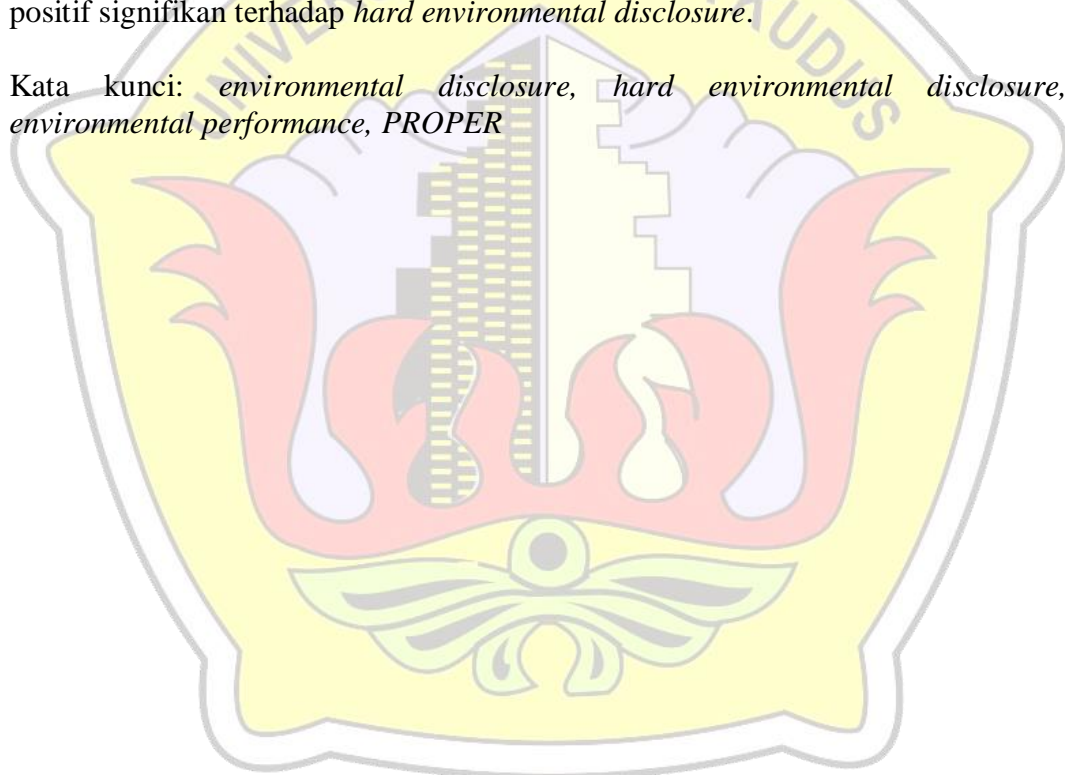 positif signifikan terhadap hard environmental disclosure.
Kata kunci: environmental disclosure, hard environmental disclosure,
environmental performance, PROPER